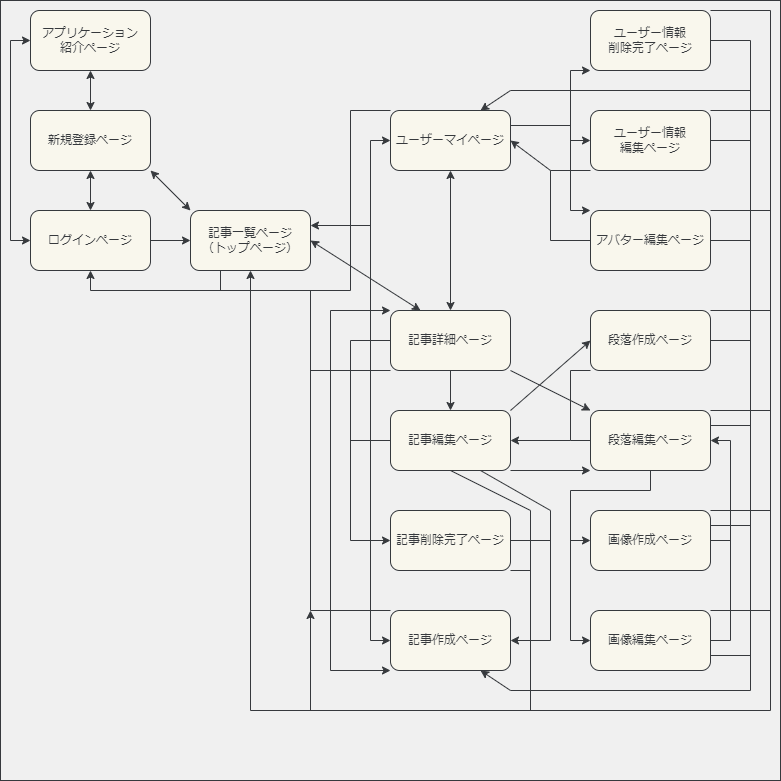 アプリケーション
紹介ページ
新規登録ページ
ログインページ
記事一覧ページ
（トップページ）
ユーザーマイページ
記事詳細ページ
記事編集ページ
記事削除完了ページ
記事作成ページ
ユーザー情報
削除完了ページ
ユーザー情報
編集ページ
アバター編集ページ
段落作成ページ
段落編集ページ
画像作成ページ
画像編集ページ